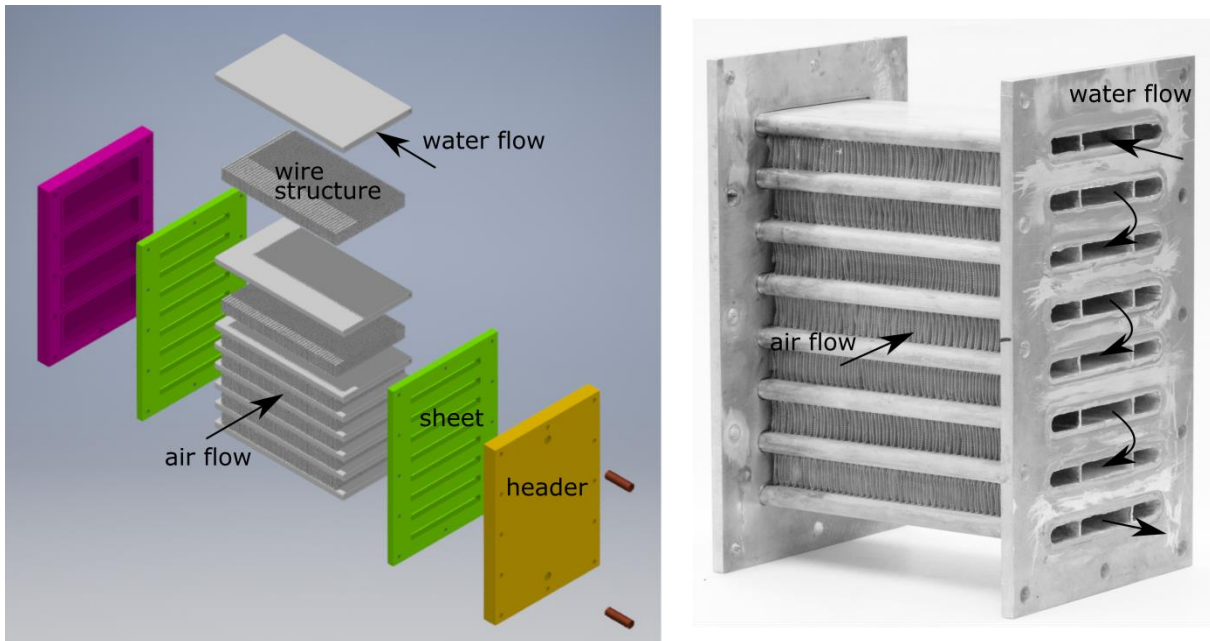 water flow
wire
structure
air flow
sheet
header
water flow
air flow